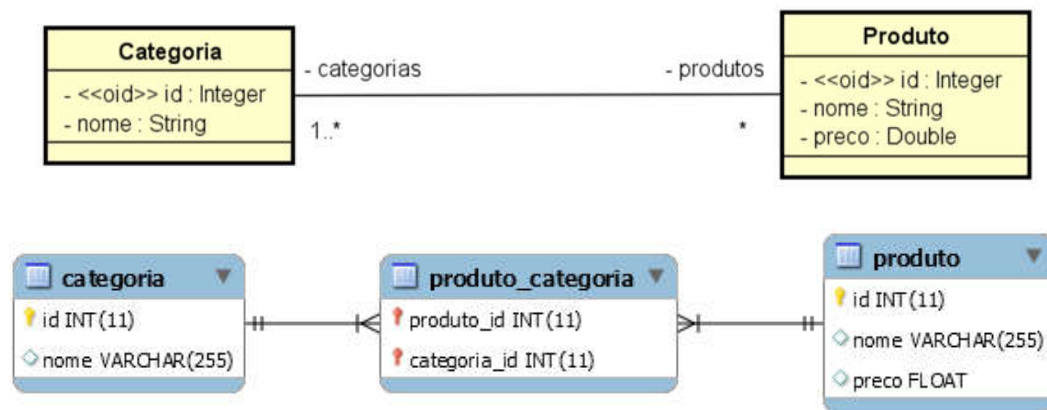 Categoria
- <<oid>> id : Integer
- nome : String
- categorias
- produtos
1..*
*
Produto
- <<oid>> id : Integer
- nome : String
- preco : Double
categoria
id INT(11)
nome VARCHAR(255)
produto_categoria
produto_id INT(11)
categoria_id INT(11)
produto
id INT(11)
nome VARCHAR(255)
preco FLOAT